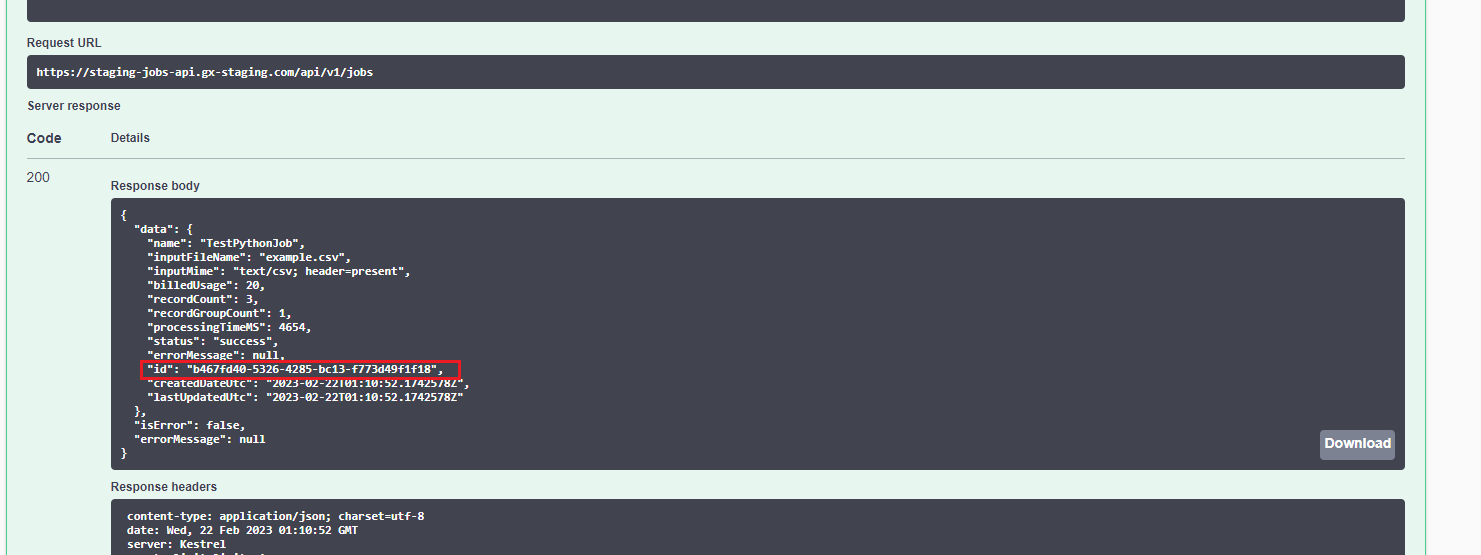 Request URL
https://staging-jobs-api.gx-staging.com/api/v1/jobs
Server response
Code Details
200
Response body
{
  "data": {
    "name": "TestPythonJob",
    "inputFileName": "example.csv",
    "inputMime": "text/csv; header=present",
    "billedUsage": 20,
    "recordCount": 3,
    "recordGroupCount": 1,
    "processingTimeMS": 4654,
    "status": "success",
    "errorMessage": null,
    "id": "b467fd40-5326-4285-bc13-f773d49f1f18",
    "createdDateUtc": "2023-02-22T01:10:52.1742578Z",
    "lastUpdatedUtc": "2023-02-22T01:10:52.1742578Z"
  },
  "isError": false,
  "errorMessage": null
}
Download
Response headers
content-type: application/json; charset=utf-8
date: Wed, 22 Feb 2023 01:10:52 GMT
server: Kestrel